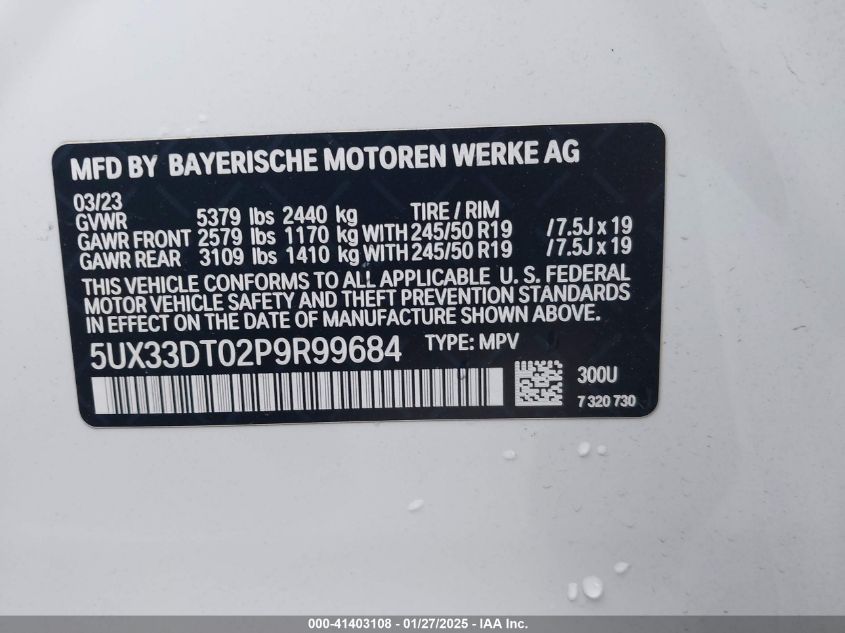 MFD BY BAYERISCHE MOTOREN WERKE AG
03/23
GVWR 5379 lbs 2440 kg TIRE / RIM
GAWR FRONT 2579 lbs 1170 kg WITH 245/50 R19 / 7.5J x 19
GAWR REAR 3109 lbs 1410 kg WITH 245/50 R19 / 7.5J x 19
THIS VEHICLE CONFORMS TO ALL APPLICABLE U. S. FEDERAL
MOTOR VEHICLE SAFETY AND THEFT PREVENTION STANDARDS
IN EFFECT ON THE DATE OF MANUFACTURE SHOWN ABOVE.
5UX33DT02P9R99684 TYPE: MPV
300U
7 320 730
000-41403108 - 01/27/2025 - IAA Inc.